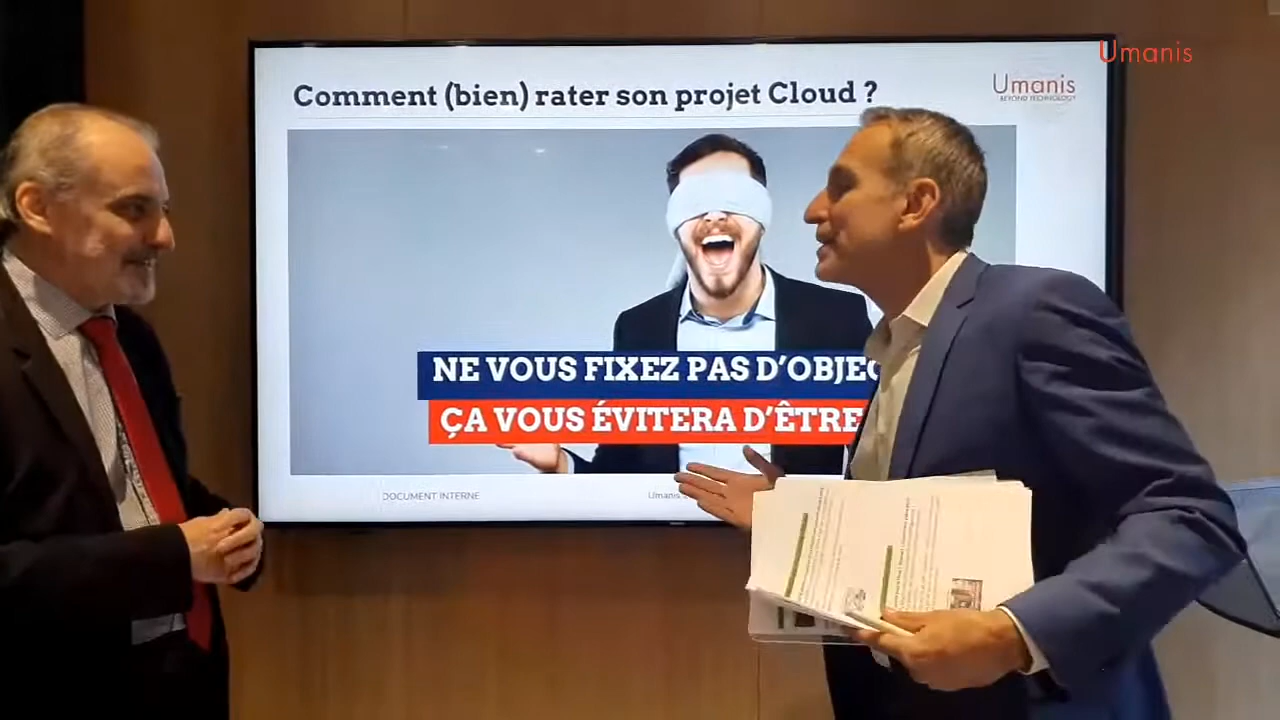 Umanis
Comment (bien) rater son projet Cloud ?
Umanis
BEYOND TECHNOLOGY
NE VOUS FIXEZ PAS D'OBJEC
ÇA VOUS ÉVITERA D'ÊTRE
DOCUMENT INTERNE
Umanis